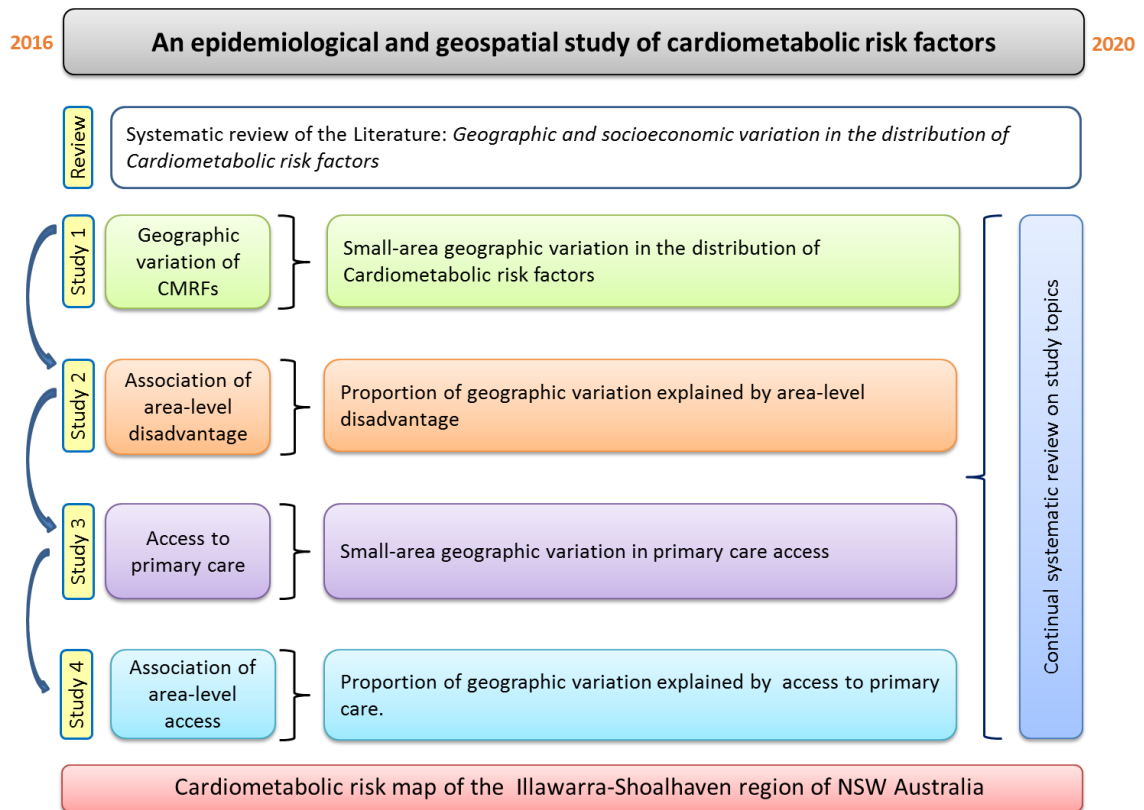 2016
An epidemiological and geospatial study of cardiometabolic risk factors
2020
Review
Systematic review of the Literature: Geographic and socioeconomic variation in the distribution of
Cardiometabolic risk factors
Study 1
Geographic
variation of
CMRFs
Small-area geographic variation in the distribution of
Cardiometabolic risk factors
Study 2
Association of
area-level
disadvantage
Proportion of geographic variation explained by area-level
disadvantage
Study 3
Access to
primary care
Small-area geographic variation in primary care access
Study 4
Association of
area-level
access
Proportion of geographic variation explained by  access to primary
care.
Continual systematic review on study topics
Cardiometabolic risk map of the  Illawarra-Shoalhaven region of NSW Australia